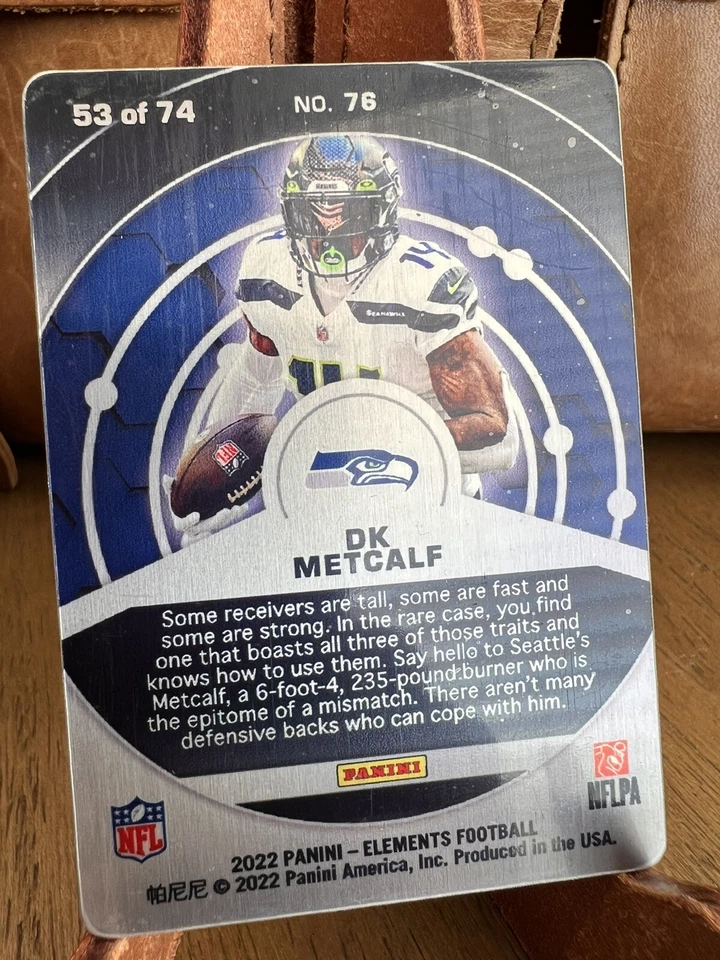 53 of 74
NO. 76
SEAHAWKS
14
SEAHAWKS
NFL
DK
METCALF
Some receivers are tall, some are fast and
some are strong. In the rare case, you find
one that boasts all three of those traits and
knows how to use them. Say hello to Seattle's
Metcalf, a 6-foot-4, 235-pound burner who is
the epitome of a mismatch. There aren't many
defensive backs who can cope with him.
PANINI
NFL
NFLPA
2022 PANINI – ELEMENTS FOOTBALL
帕尼尼 © 2022 Panini America, Inc. Produced in the USA.